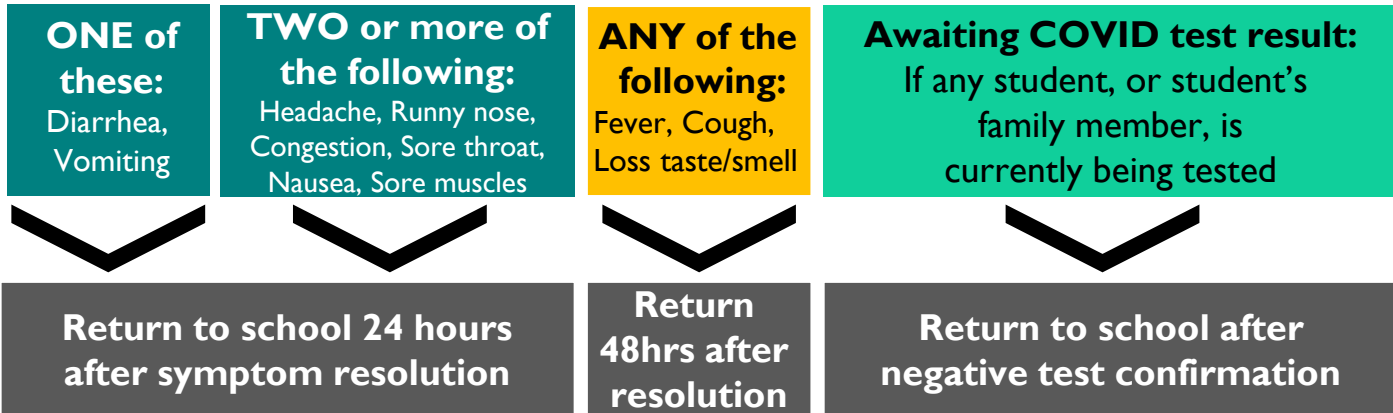 ONE of
these:
Diarrhea,
Vomiting
TWO or more of
the following:
Headache, Runny nose,
Congestion, Sore throat,
Nausea, Sore muscles
ANY of the
following:
Fever, Cough,
Loss taste/smell
Awaiting COVID test result:
If any student, or student’s
family member, is
currently being tested
Return to school 24 hours
after symptom resolution
Return
48hrs after
resolution
Return to school after
negative test confirmation